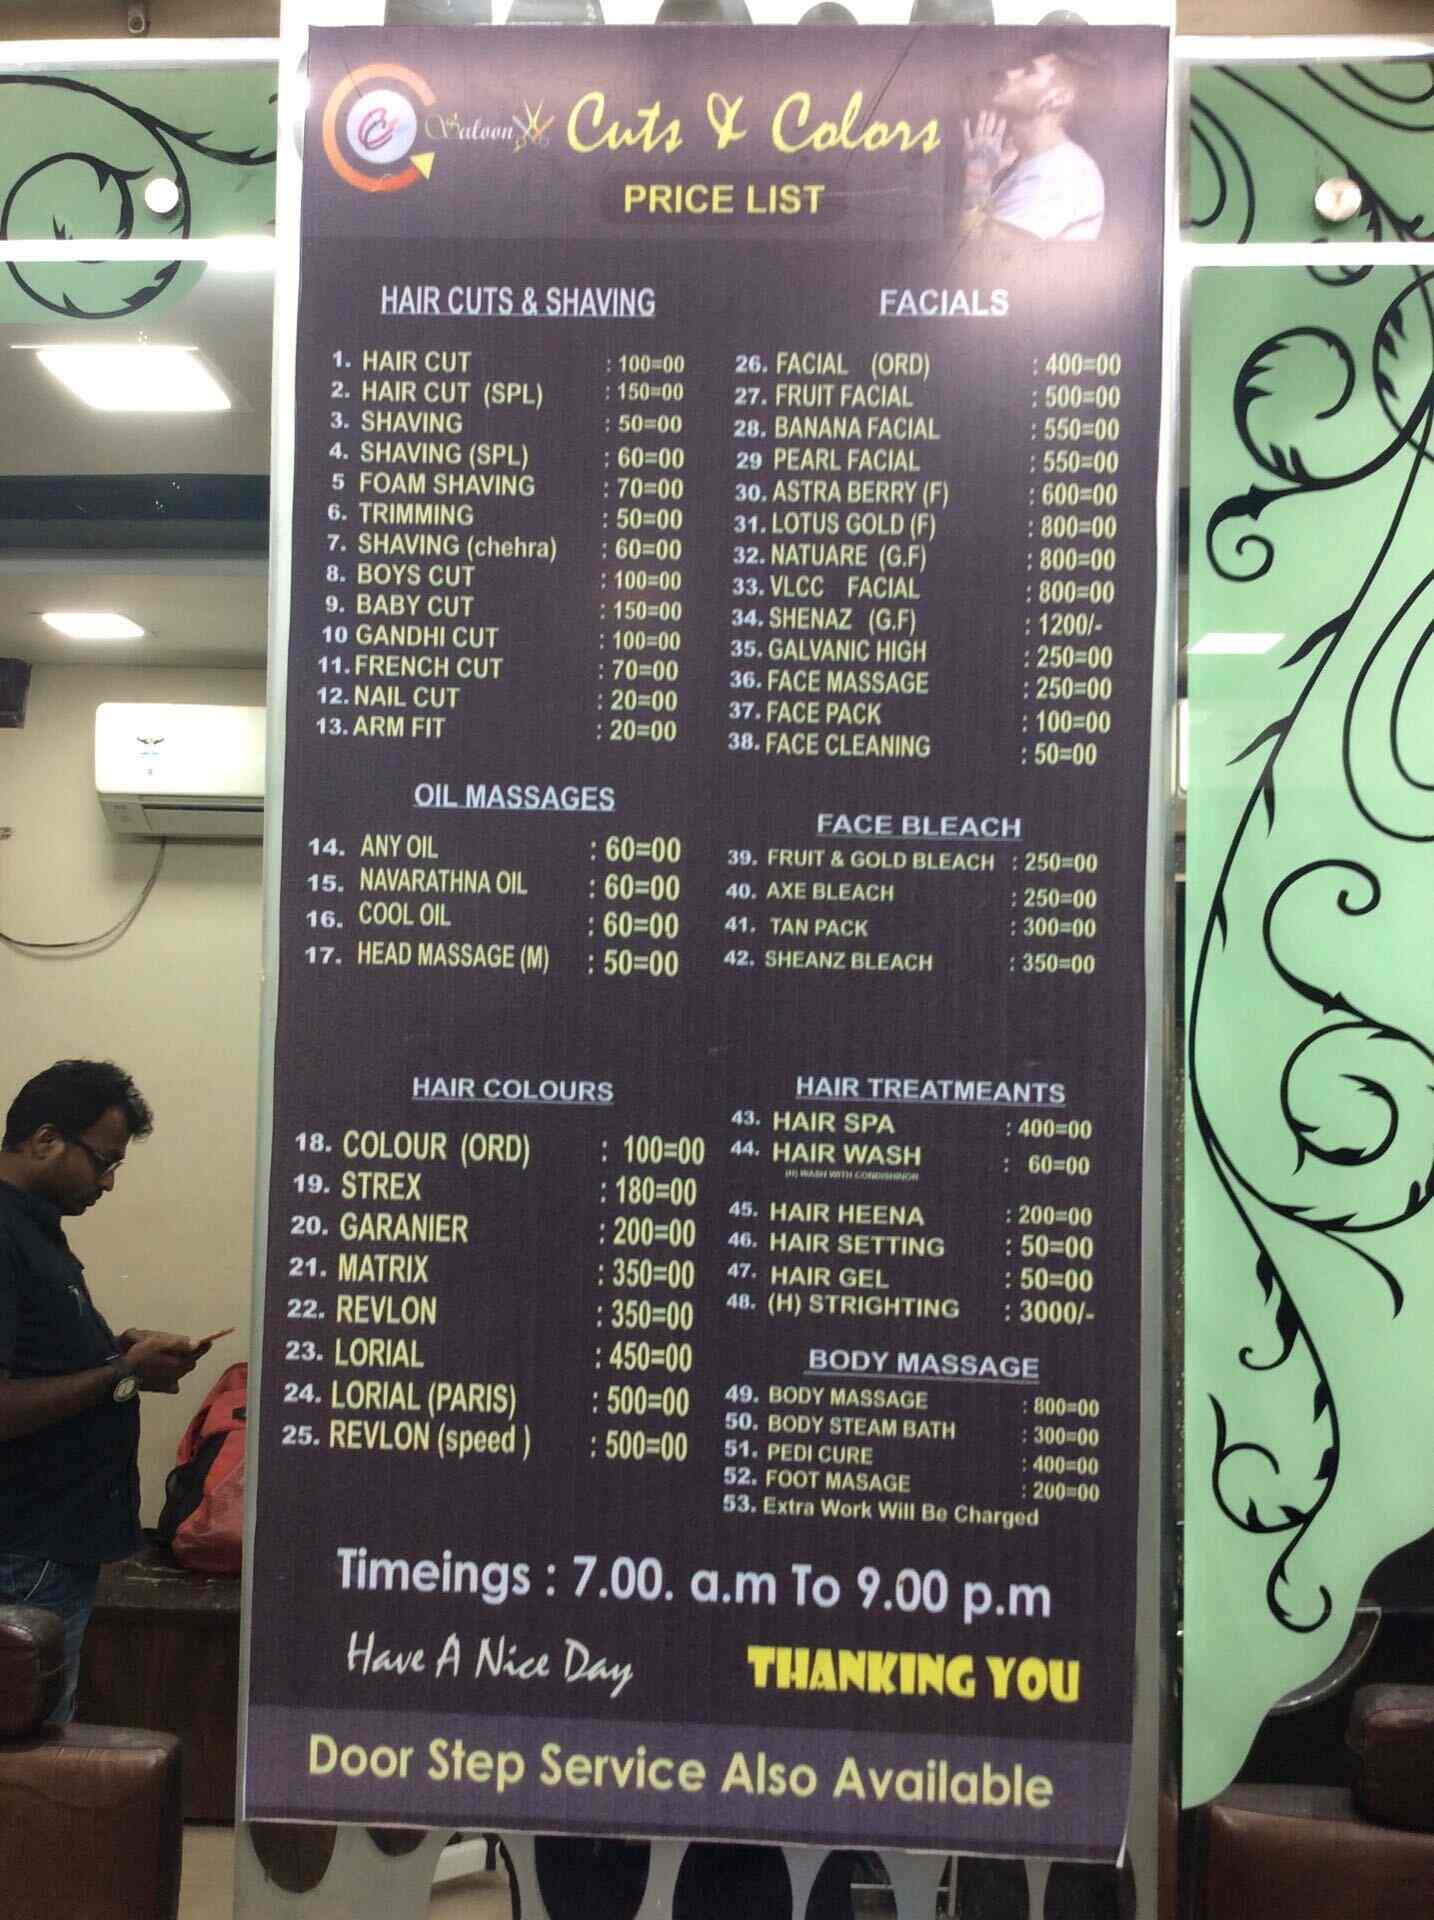 Saloon Cuts & Colors
PRICE LIST
HAIR CUTS & SHAVING
1. HAIR CUT : 100=00
2. HAIR CUT (SPL) : 150=00
3. SHAVING : 50=00
4. SHAVING (SPL) : 60=00
5 FOAM SHAVING : 70=00
6. TRIMMING : 50=00
7. SHAVING (chehra) : 60=00
8. BOYS CUT : 100=00
9. BABY CUT : 150=00
10 GANDHI CUT : 100=00
11. FRENCH CUT : 70=00
12. NAIL CUT : 20=00
13. ARM FIT : 20=00
OIL MASSAGES
14. ANY OIL : 60=00
15. NAVARATHNA OIL : 60=00
16. COOL OIL : 60=00
17. HEAD MASSAGE (M) : 50=00
HAIR COLOURS
18. COLOUR (ORD) : 100=00
19. STREX : 180=00
20. GARANIER : 200=00
21. MATRIX : 350=00
22. REVLON : 350=00
23. LORIAL : 450=00
24. LORIAL (PARIS) : 500=00
25. REVLON (speed ) : 500=00
FACIALS
26. FACIAL (ORD) : 400=00
27. FRUIT FACIAL : 500=00
28. BANANA FACIAL : 550=00
29 PEARL FACIAL : 550=00
30. ASTRA BERRY (F) : 600=00
31. LOTUS GOLD (F) : 800=00
32. NATUARE (G.F) : 800=00
33. VLCC FACIAL : 800=00
34. SHENAZ (G.F) : 1200/-
35. GALVANIC HIGH : 250=00
36. FACE MASSAGE : 250=00
37. FACE PACK : 100=00
38. FACE CLEANING : 50=00
FACE BLEACH
39. FRUIT & GOLD BLEACH : 250=00
40. AXE BLEACH : 250=00
41. TAN PACK : 300=00
42. SHEANZ BLEACH : 350=00
HAIR TREATMEANTS
43. HAIR SPA : 400=00
44. HAIR WASH : 60=00
(H) WASH WITH CONDISHINOR
45. HAIR HEENA : 200=00
46. HAIR SETTING : 50=00
47. HAIR GEL : 50=00
48. (H) STRIGHTING : 3000/-
BODY MASSAGE
49. BODY MASSAGE : 800=00
50. BODY STEAM BATH : 300=00
51. PEDI CURE : 400=00
52. FOOT MASAGE : 200=00
53. Extra Work Will Be Charged
Timeings : 7.00. a.m To 9.00 p.m
Have A Nice Day
THANKING YOU
Door Step Service Also Available